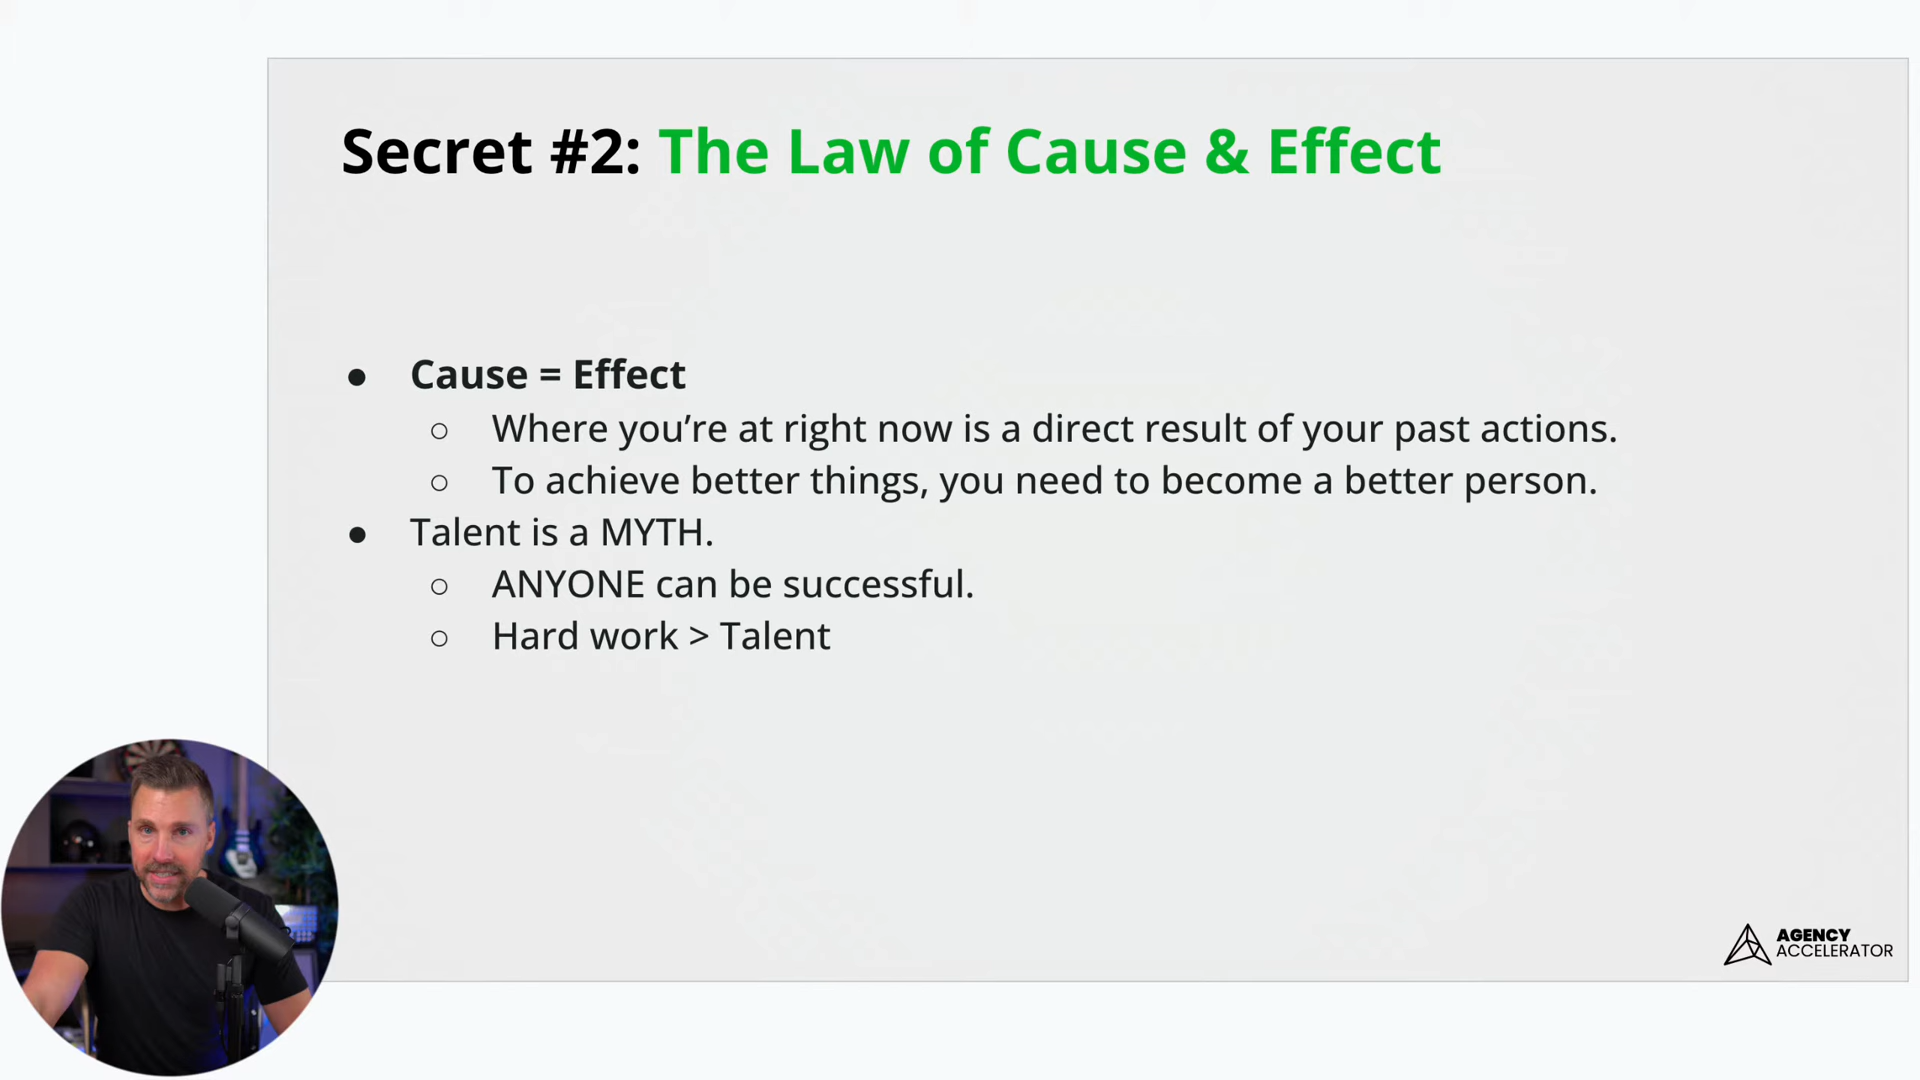 Secret #2: The Law of Cause & Effect
● Cause = Effect
○ Where you’re at right now is a direct result of your past actions.
○ To achieve better things, you need to become a better person.
● Talent is a MYTH.
○ ANYONE can be successful.
○ Hard work > Talent
AGENCY
ACCELERATOR